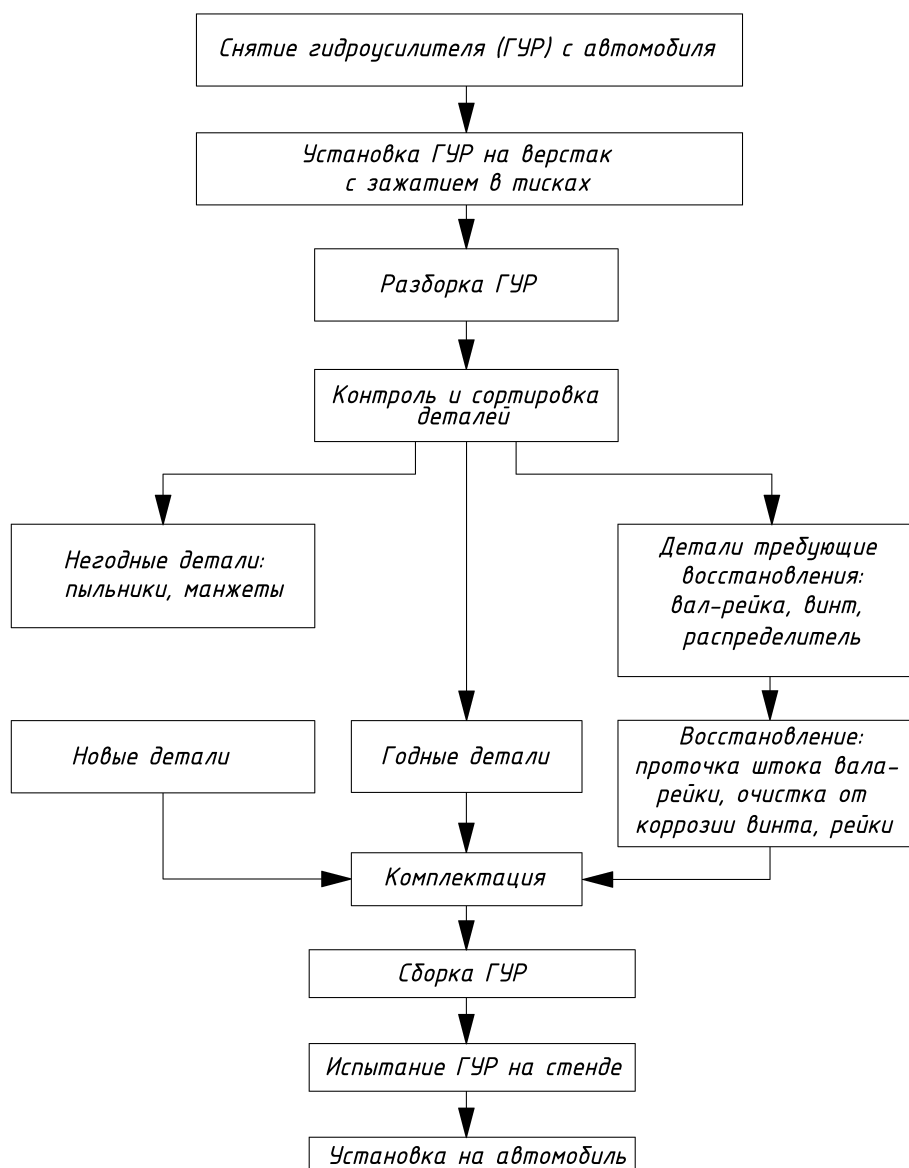 Снятие гидроусилителя (ГУР) с автомобиля
Установка ГУР на верстак
с зажатием в тисках
Разборка ГУР
Контроль и сортировка
деталей
Негодные детали:
пыльники, манжеты
Детали требующие
восстановления:
вал-рейка, винт,
распределитель
Новые детали
Годные детали
Восстановление:
проточка штока вала-
рейки, очистка от
коррозии винта, рейки
Комплектация
Сборка ГУР
Испытание ГУР на стенде
Установка на автомобиль